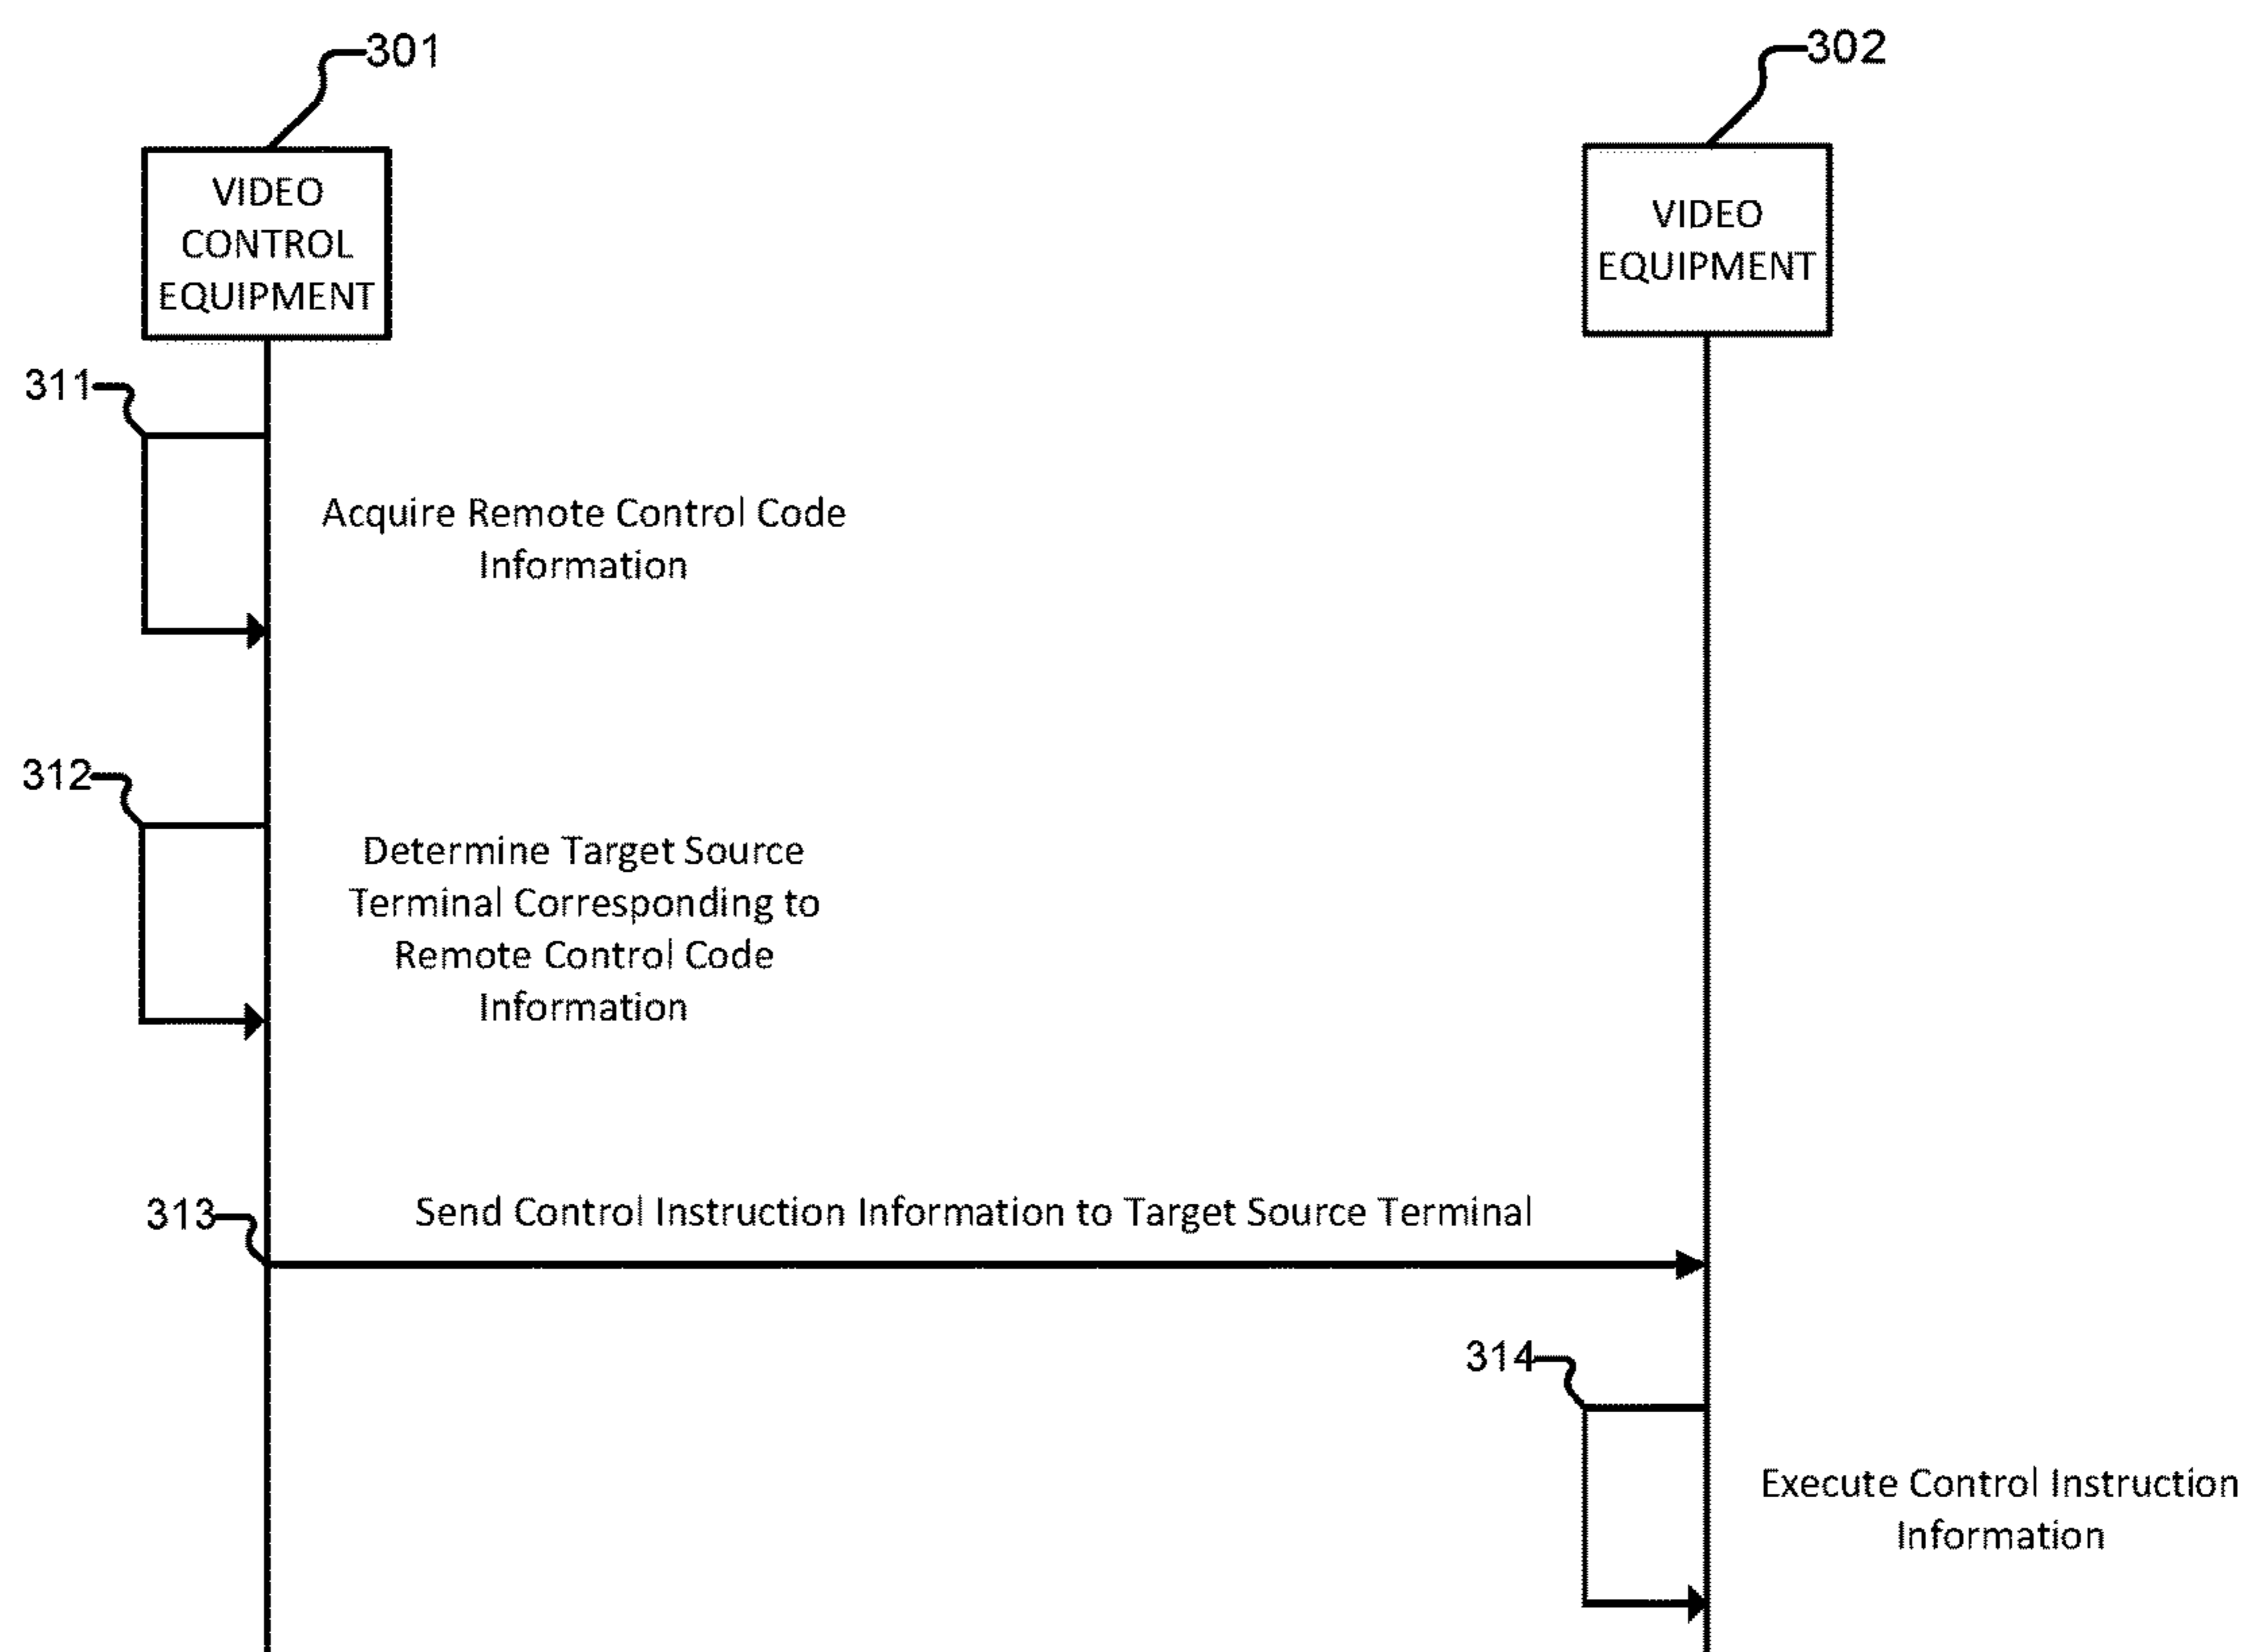 301
302
VIDEO
CONTROL
EQUIPMENT
VIDEO
EQUIPMENT
311
Acquire Remote Control Code
Information
312
Determine Target Source
Terminal Corresponding to
Remote Control Code
Information
313
Send Control Instruction Information to Target Source Terminal
314
Execute Control Instruction
Information